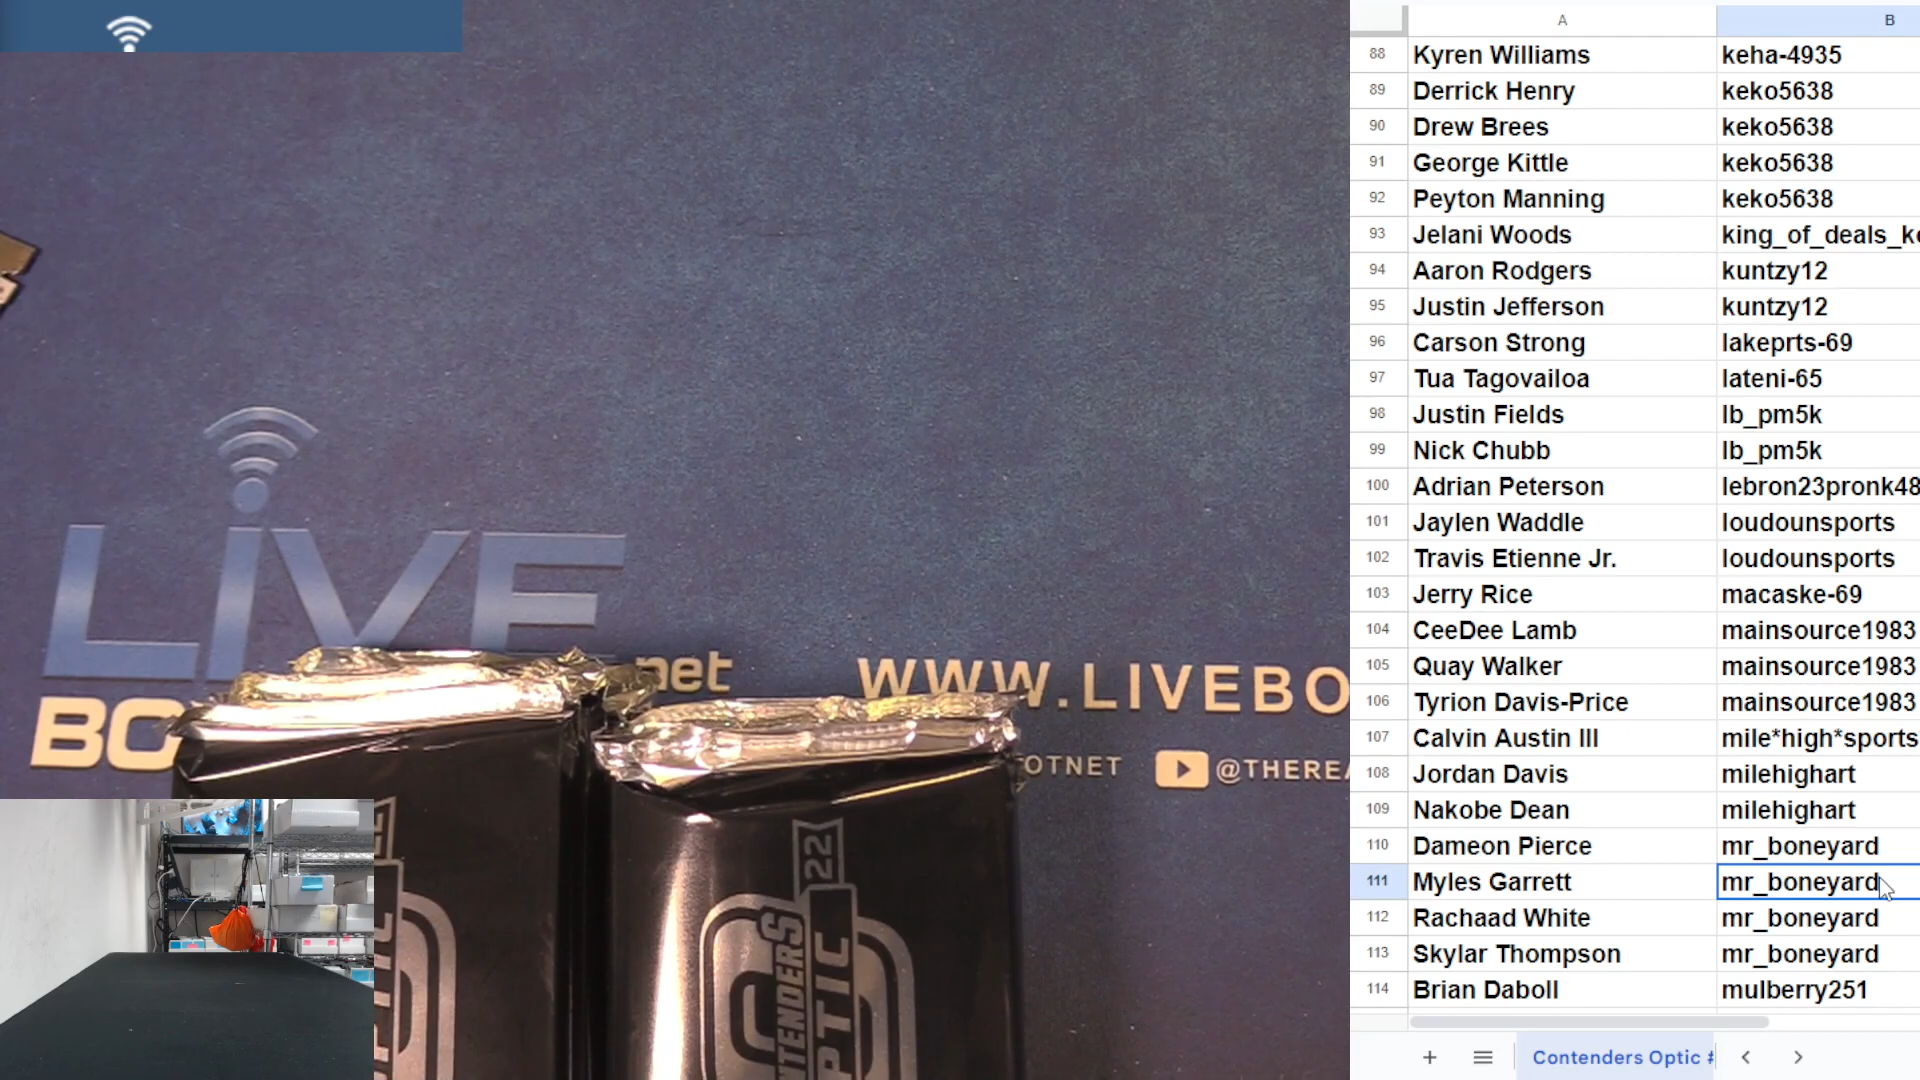 LIVE
BO
net
WWW.LIVEBO
OTNET
@THEREA
22
CONTENDERS
OPTIC
A B
88 Kyren Williams keha-4935
89 Derrick Henry keko5638
90 Drew Brees keko5638
91 George Kittle keko5638
92 Peyton Manning keko5638
93 Jelani Woods king_of_deals_k
94 Aaron Rodgers kuntzy12
95 Justin Jefferson kuntzy12
96 Carson Strong lakeprts-69
97 Tua Tagovailoa lateni-65
98 Justin Fields lb_pm5k
99 Nick Chubb lb_pm5k
100 Adrian Peterson lebron23pronk48
101 Jaylen Waddle loudounsports
102 Travis Etienne Jr. loudounsports
103 Jerry Rice macaske-69
104 CeeDee Lamb mainsource1983
105 Quay Walker mainsource1983
106 Tyrion Davis-Price mainsource1983
107 Calvin Austin III mile*high*sports
108 Jordan Davis milehighart
109 Nakobe Dean milehighart
110 Dameon Pierce mr_boneyard
111 Myles Garrett mr_boneyard
112 Rachaad White mr_boneyard
113 Skylar Thompson mr_boneyard
114 Brian Daboll mulberry251
Contenders Optic #